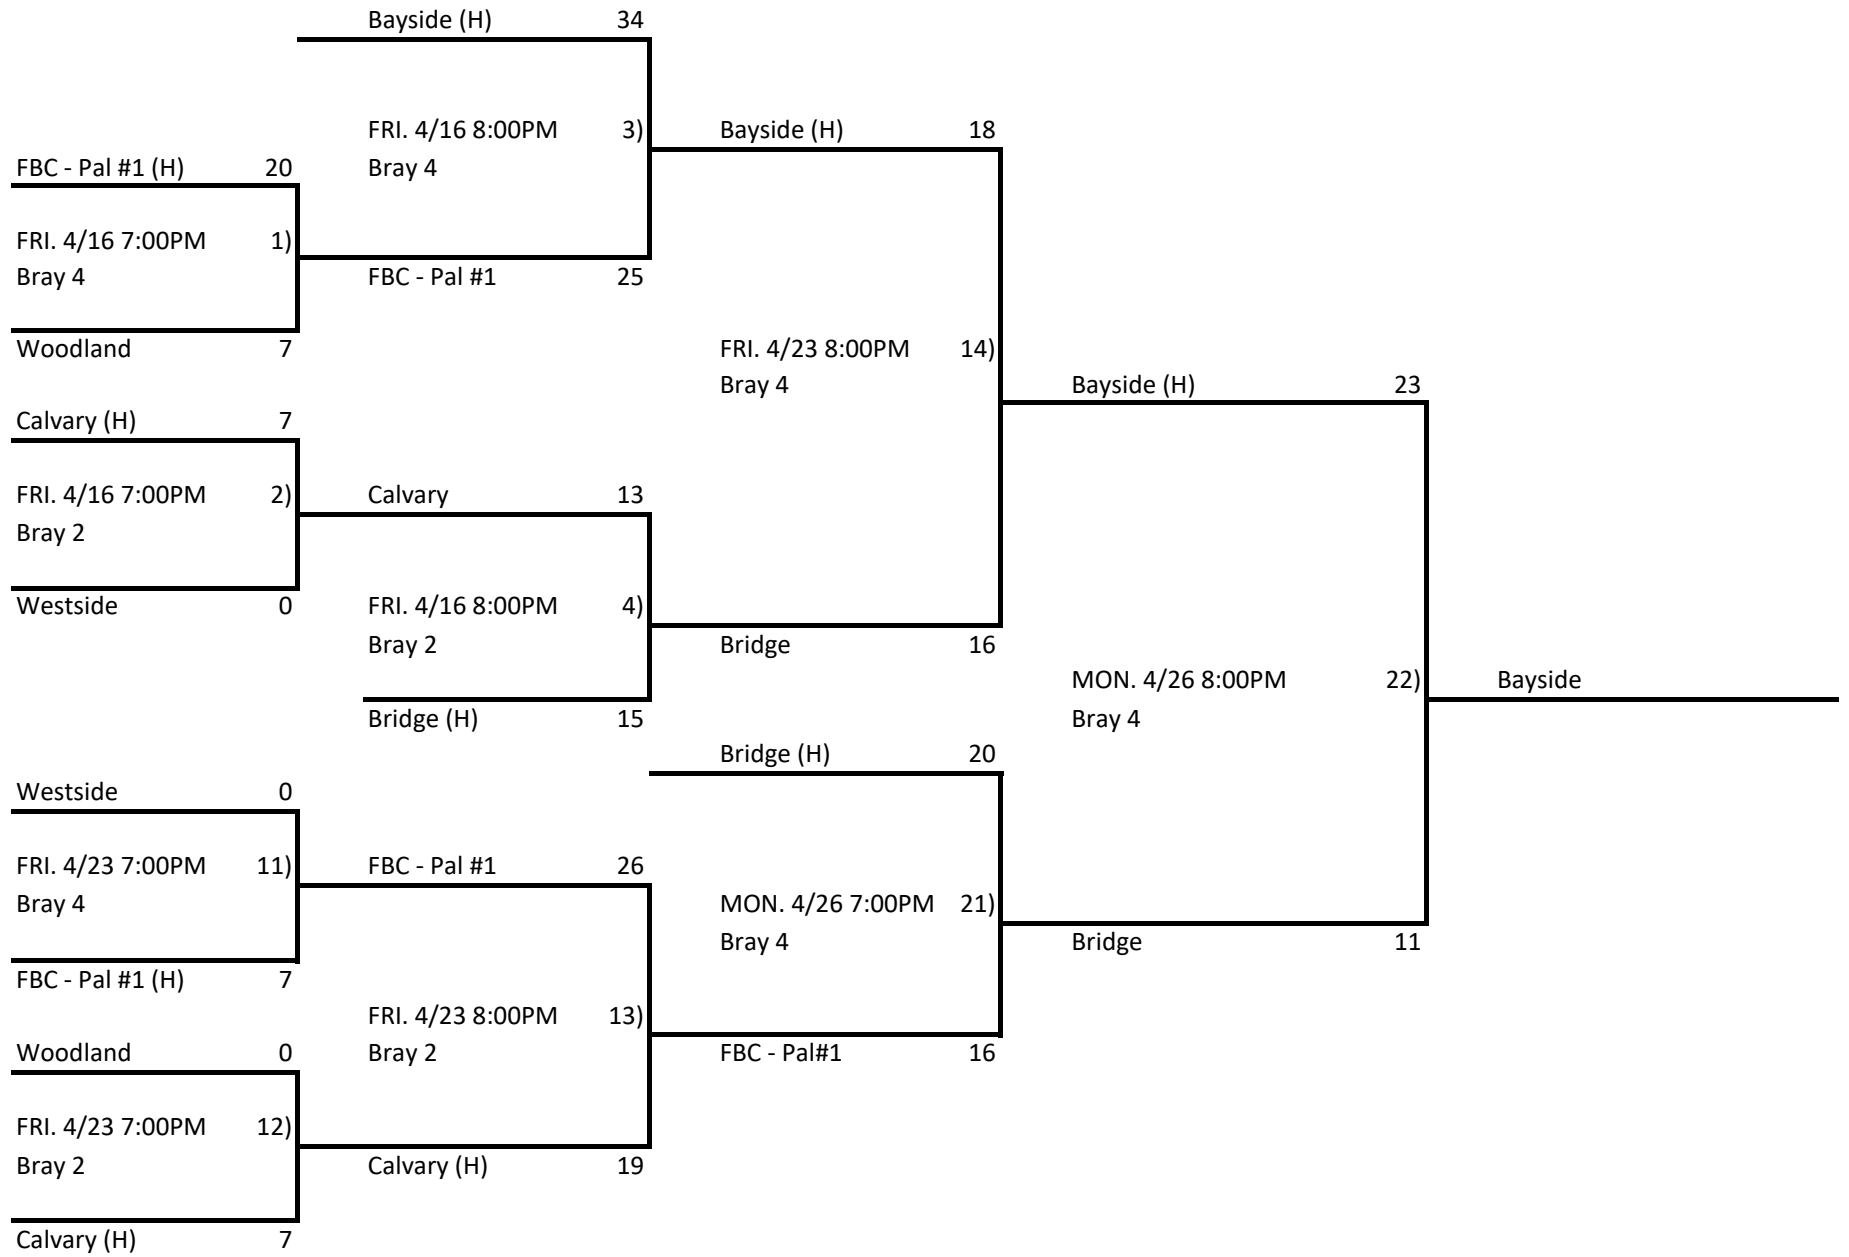 Bayside (H) 34
FRI. 4/16 8:00PM 3) Bayside (H) 18
FBC - Pal #1 (H) 20 Bray 4
FRI. 4/16 7:00PM 1)
Bray 4 FBC - Pal #1 25
Woodland 7 FRI. 4/23 8:00PM 14)
Bray 4 Bayside (H) 23
Calvary (H) 7
FRI. 4/16 7:00PM 2) Calvary 13
Bray 2
Westside 0 FRI. 4/16 8:00PM 4)
Bray 2 Bridge 16
MON. 4/26 8:00PM 22) Bayside
Bridge (H) 15 Bray 4
Bridge (H) 20
Westside 0
FRI. 4/23 7:00PM 11) FBC - Pal #1 26
Bray 4 MON. 4/26 7:00PM 21)
Bray 4 Bridge 11
FBC - Pal #1 (H) 7
FRI. 4/23 8:00PM 13)
Woodland 0 Bray 2 FBC - Pal#1 16
FRI. 4/23 7:00PM 12)
Bray 2 Calvary (H) 19
Calvary (H) 7